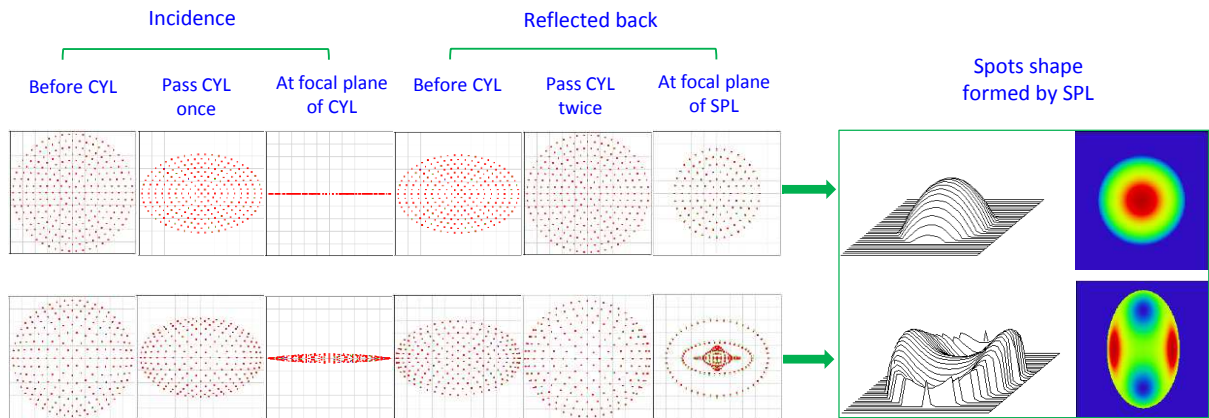 Incidence
Reflected back
Before CYL
Pass CYL
once
At focal plane
of CYL
Before CYL
Pass CYL
twice
At focal plane
of SPL
Spots shape
formed by SPL